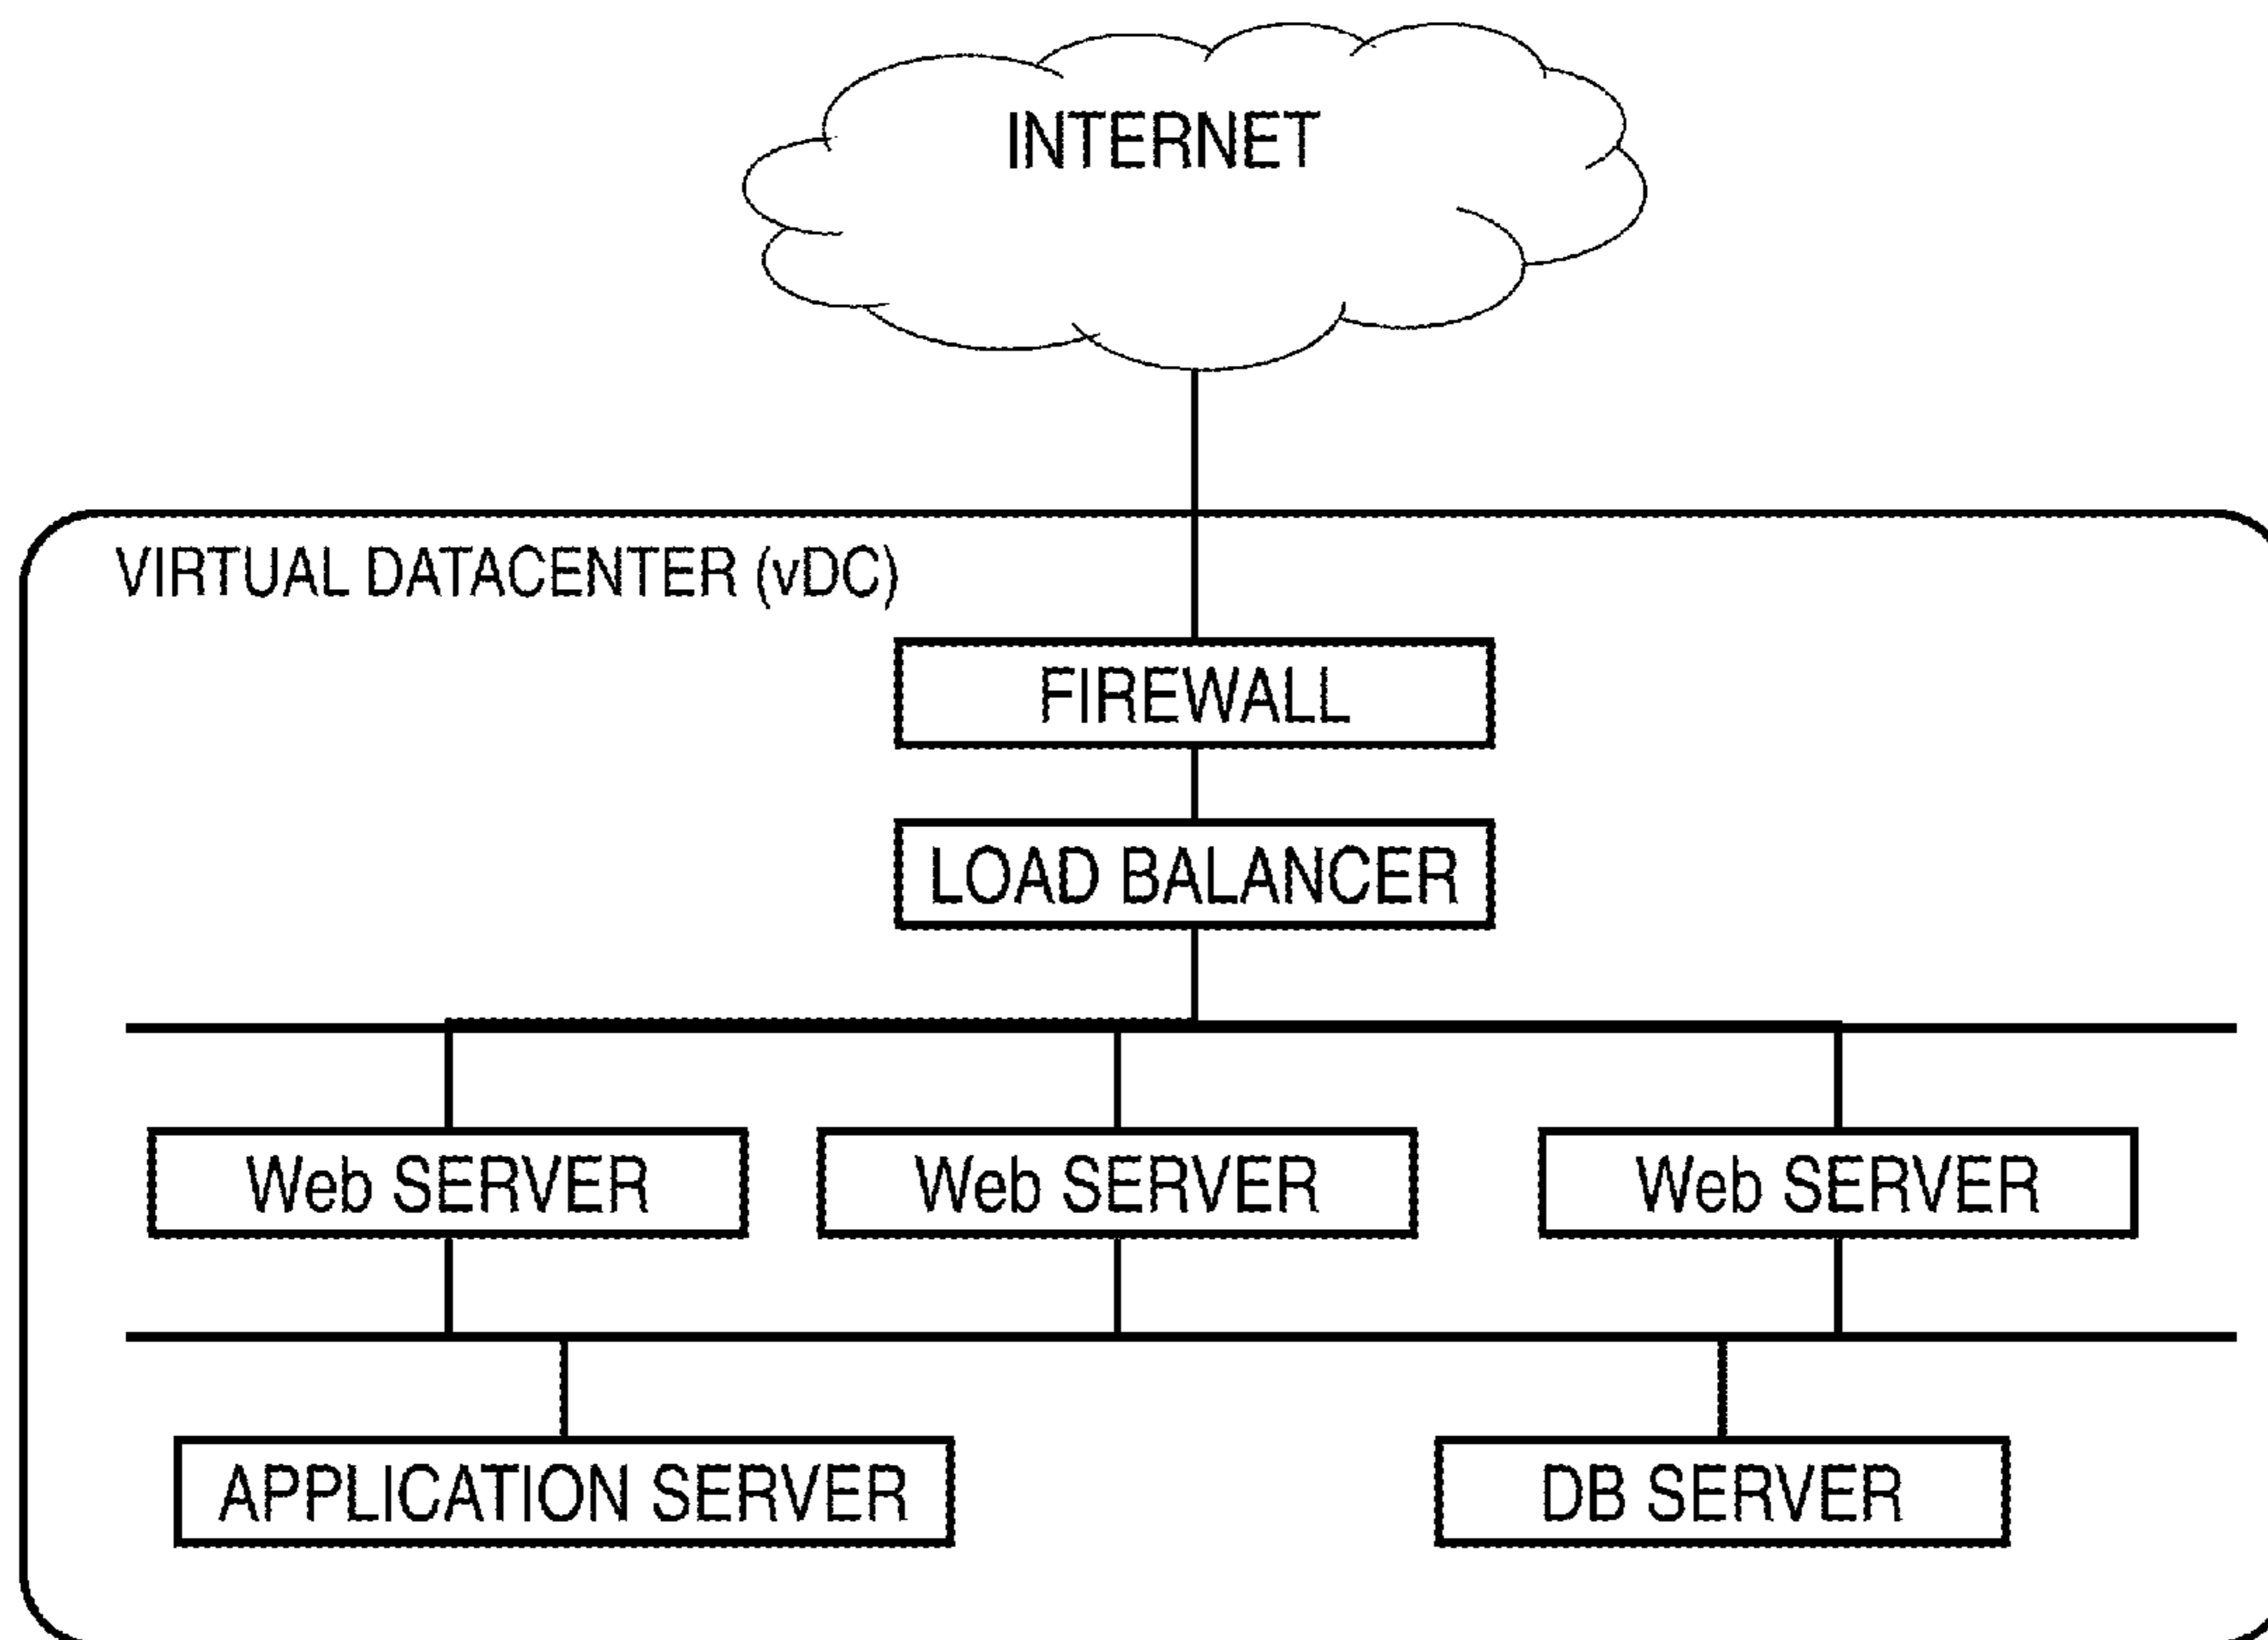 INTERNET
VIRTUAL DATACENTER (vDC)
FIREWALL
LOAD BALANCER
Web SERVER
Web SERVER
Web SERVER
APPLICATION SERVER
DB SERVER